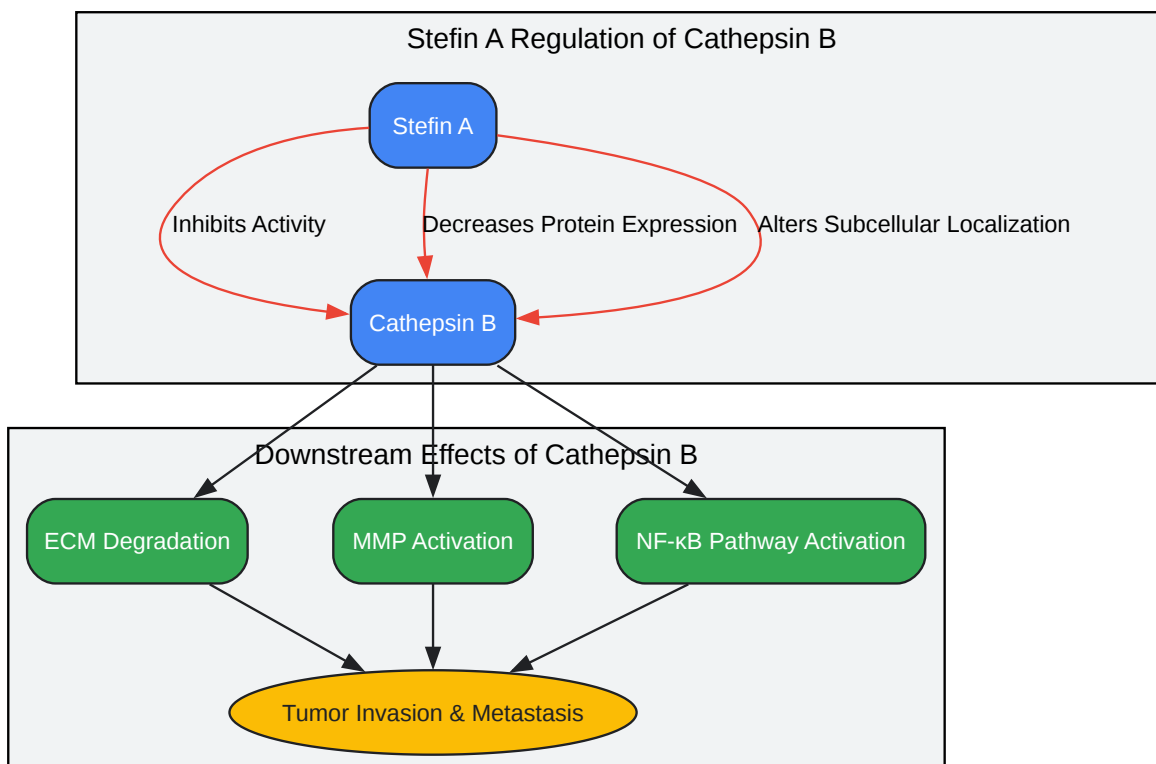 Stefin A Regulation of Cathepsin B
Stefin A
Inhibits Activity
Decreases Protein Expression
Alters Subcellular Localization
Cathepsin B
Downstream Effects of Cathepsin B
ECM Degradation
MMP Activation
NF-κB Pathway Activation
Tumor Invasion & Metastasis